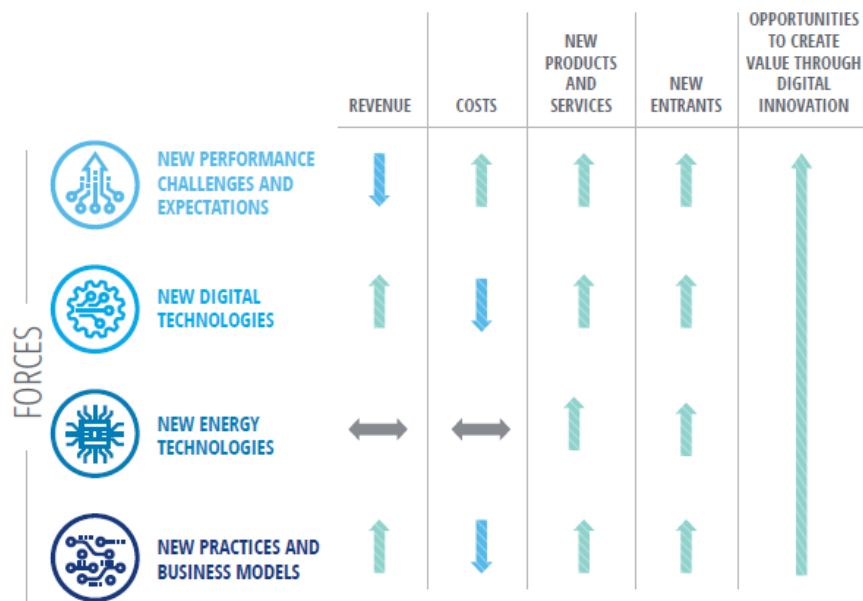 REVENUE
COSTS
NEW
PRODUCTS
AND
SERVICES
NEW
ENTRANTS
OPPORTUNITIES
TO CREATE
VALUE THROUGH
DIGITAL
INNOVATION
FORCES
NEW PERFORMANCE
CHALLENGES AND
EXPECTATIONS
NEW DIGITAL
TECHNOLOGIES
NEW ENERGY
TECHNOLOGIES
NEW PRACTICES AND
BUSINESS MODELS